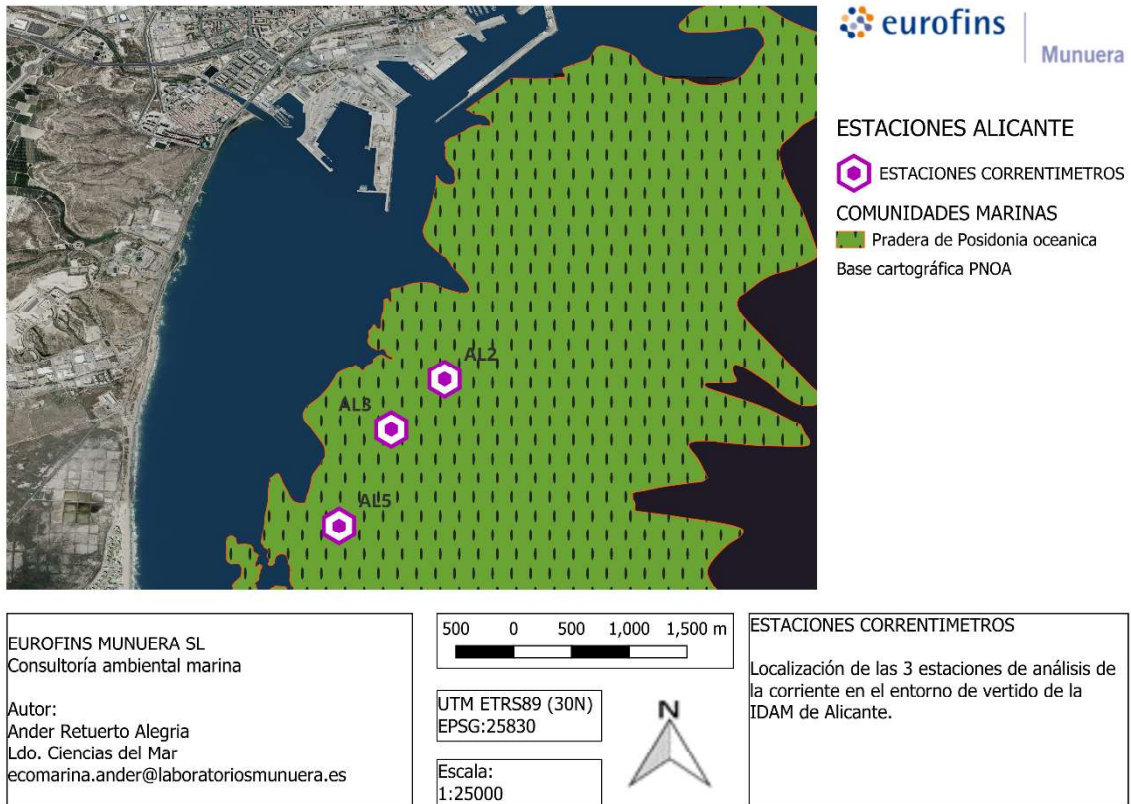 eurofins
Munuera
ESTACIONES ALICANTE
ESTACIONES CORRENTIMETROS
COMUNIDADES MARINAS
Pradera de Posidonia oceanica
Base cartográfica PNOA
AL2
AL3
AL5
EUROFINS MUNUERA SL
Consultoría ambiental marina
Autor:
Ander Retuerto Alegria
Ldo. Ciencias del Mar
ecomarina.ander@laboratoriosmunuera.es
500 0 500 1,000 1,500 m
UTM ETRS89 (30N)
EPSG:25830
Escala:
1:25000
N
ESTACIONES CORRENTIMETROS
Localización de las 3 estaciones de análisis de
la corriente en el entorno de vertido de la
IDAM de Alicante.